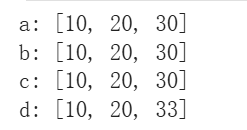 a: [10, 20, 30]
b: [10, 20, 30]
c: [10, 20, 30]
d: [10, 20, 33]